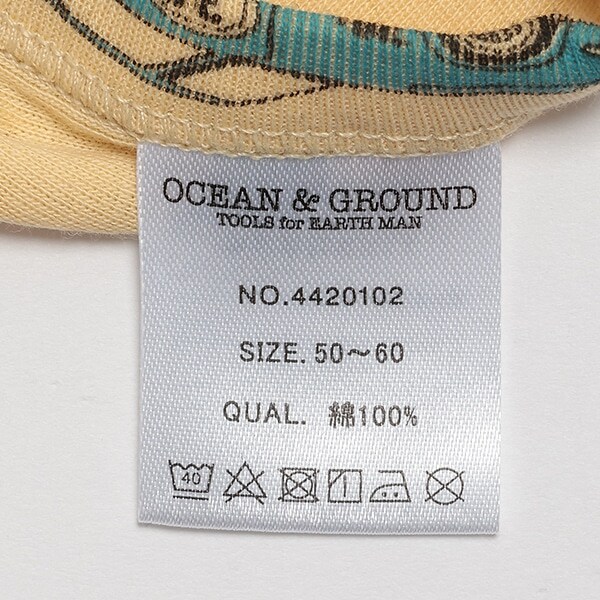 OCEAN & GROUND
TOOLS for EARTH MAN
NO.4420102
SIZE. 50〜60
QUAL. 綿100%
40